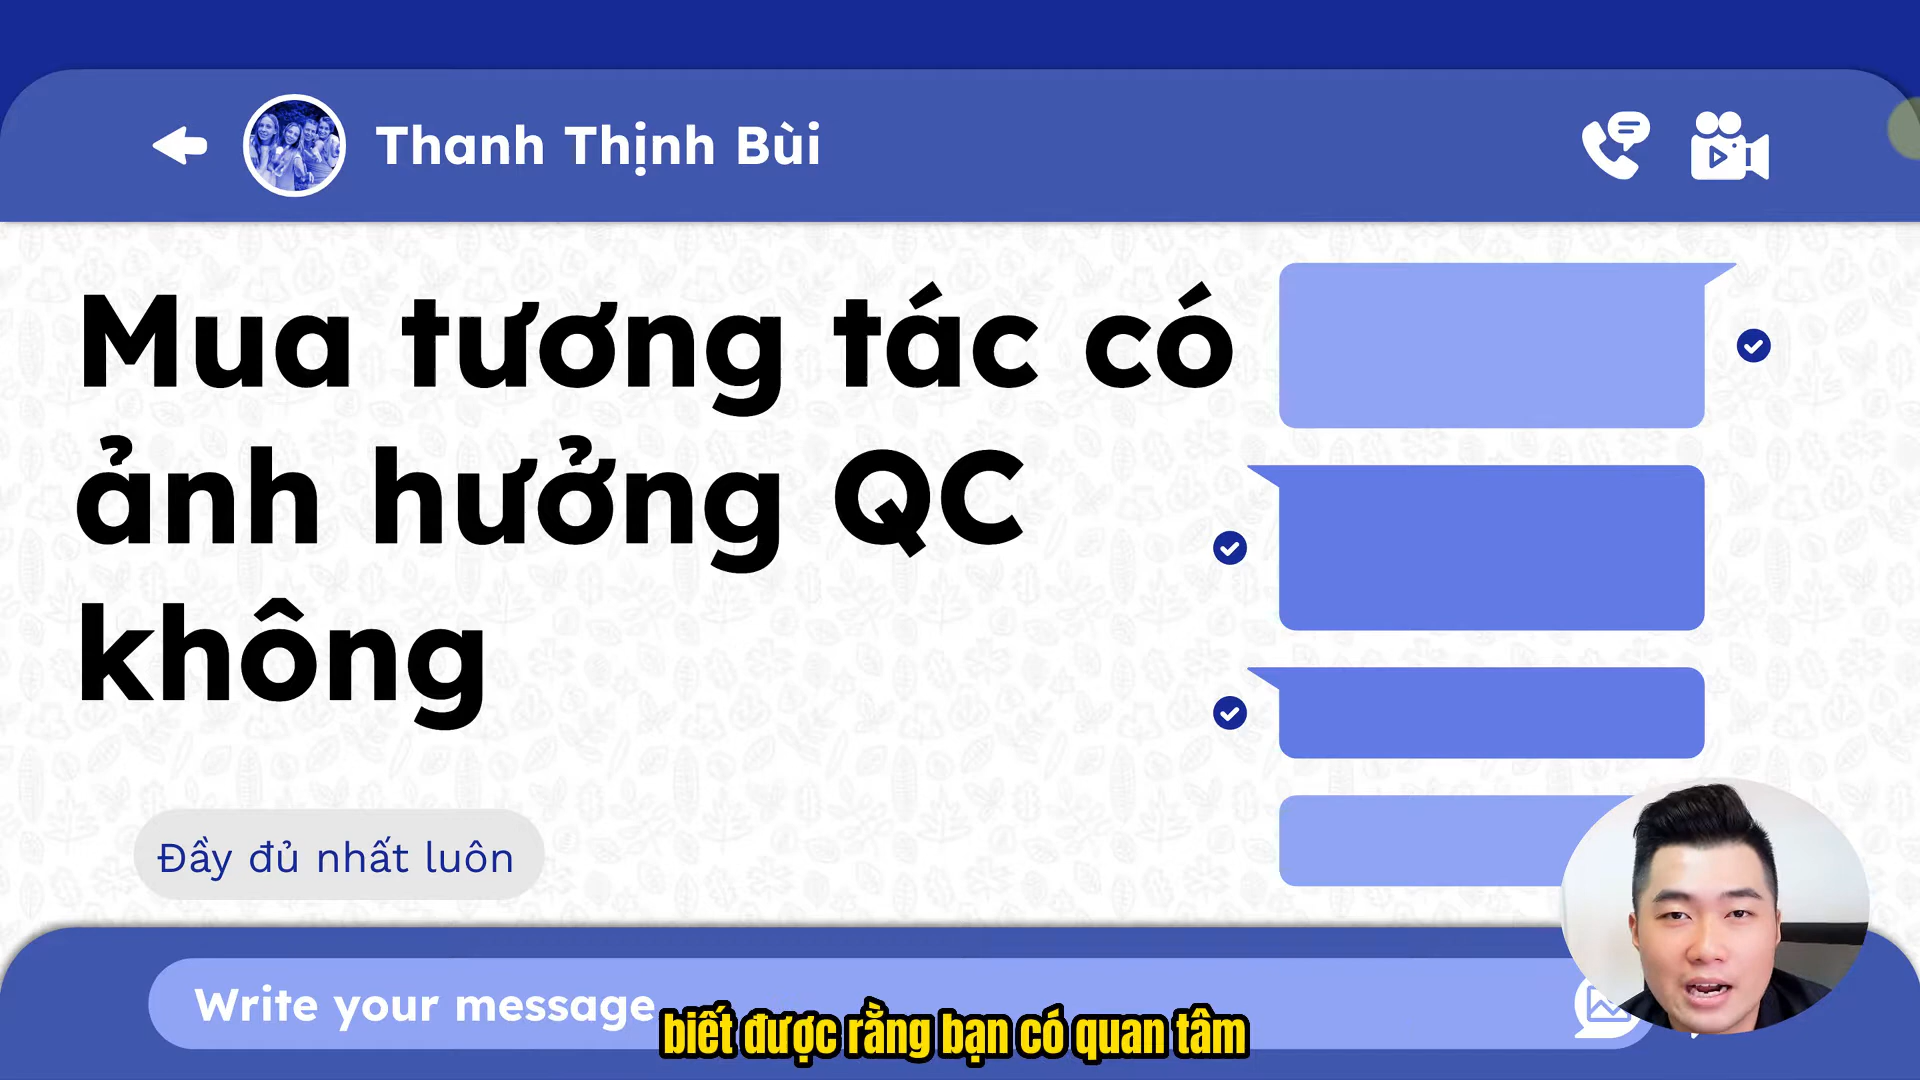 Thanh Thịnh Bùi
Mua tương tác có
ảnh hưởng QC
không
Đầy đủ nhất luôn
Write your message
biết được rằng bạn có quan tâm